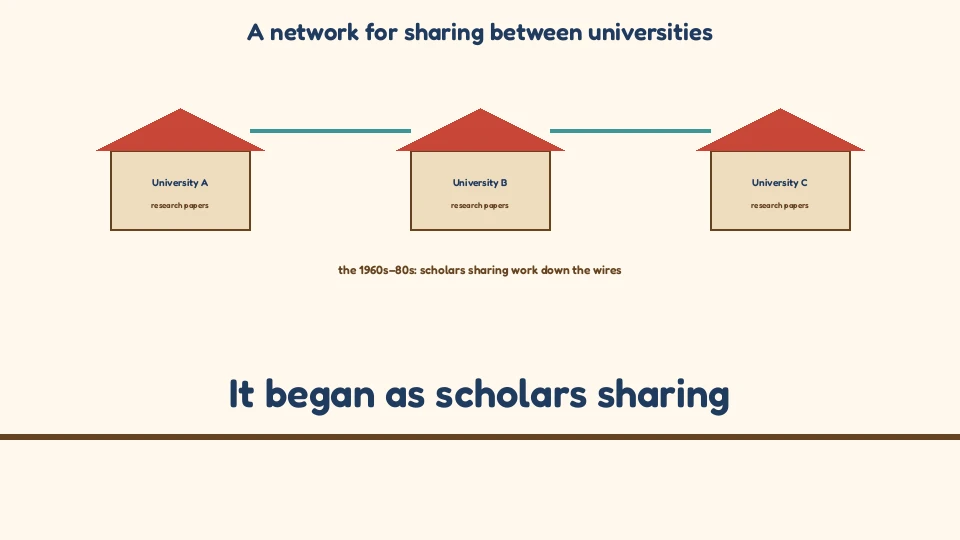 A network for sharing between universities
University A
research papers
University B
research papers
University C
research papers
the 1960s–80s: scholars sharing work down the wires
It began as scholars sharing